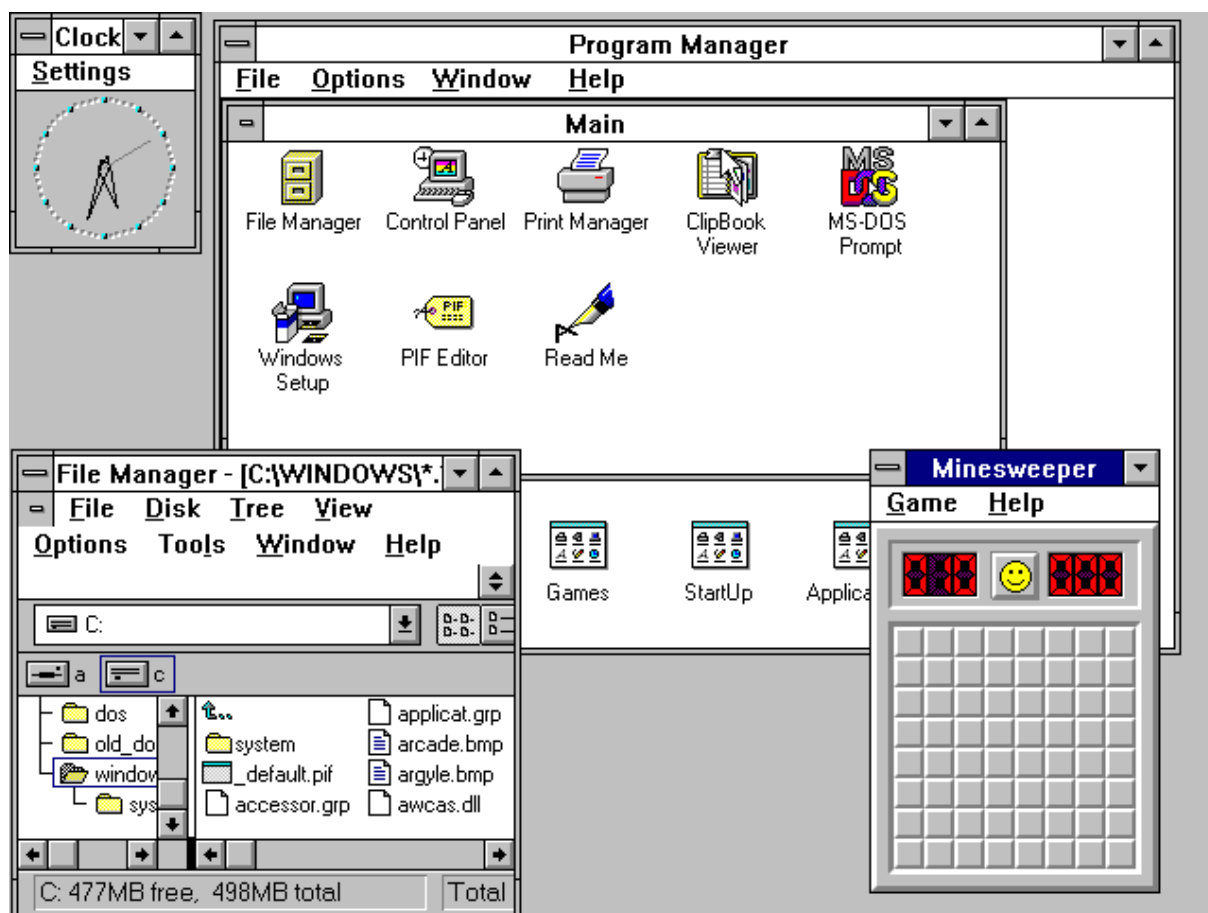 Clock
Settings
Program Manager
File Options Window Help
Main
File Manager
Control Panel
Print Manager
ClipBook
Viewer
MS-DOS
Prompt
Windows
Setup
PIF Editor
Read Me
File Manager - [C:\WINDOWS\*.
File Disk Tree View
Options Tools Window Help
C:
a c
dos
old_do
window
sys
system
_default.pif
accessor.grp
applicat.grp
arcade.bmp
argyle.bmp
awcas.dll
C: 477MB free, 498MB total
Total
Games
StartUp
Applica
Minesweeper
Game Help